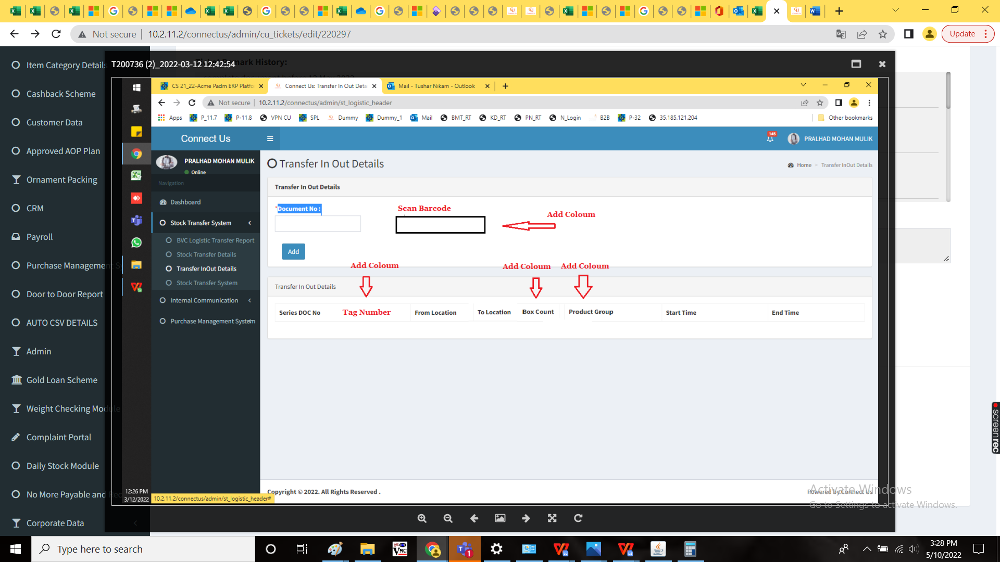 Not secure
10.2.11.2/connectus/admin/cu_tickets/edit/220297
Update
Item Category Details
Cashback Scheme
Customer Data
Approved AOP Plan
Ornament Packing
CRM
Payroll
Purchase Management
Door to Door Report
AUTO CSV DETAILS
Admin
Gold Loan Scheme
Weight Checking Module
Complaint Portal
Daily Stock Module
No More Payable and Rec
Corporate Data
T200736 (2)_2022-03-12 12:42:54
Remark History:
CS 21_22-Acme Padm ERP Platfo
Connect Us: Transfer In Out Deta
Mail - Tushar Nikam - Outlook
Not secure
10.2.11.2/connectus/admin/st_logistic_header
Apps
P_11.7
P-11.8
VPN CU
SPL
Dummy
Dummy_1
Mail
BMT_RT
KD_RT
PN_RT
N_Login
B2B
P-32
35.185.121.204
Other bookmarks
Connect Us
145
PRALHAD MOHAN MULIK
PRALHAD MOHAN MULIK
Online
Navigation
Dashboard
Stock Transfer System
BVC Logistic Transfer Report
Stock Transfer Details
Transfer InOut Details
Stock Transfer System
Internal Communication
Purchase Management System
Transfer In Out Details
Home > Transfer InOut Details
Transfer In Out Details
*Document No :
Scan Barcode
Add Coloum
Add
Add Coloum
Add Coloum
Add Coloum
Transfer In Out Details
Series DOC No
Tag Number
From Location
To Location
Box Count
Product Group
Start Time
End Time
Copyright © 2022. All Rights Reserved .
Powered by Connect Us
12:26 PM
3/12/2022
10.2.11.2/connectus/admin/st_logistic_header#
Activate Windows
Go to Settings to activate Windows.
screenrec
Type here to search
VNC
1
3:28 PM
5/10/2022